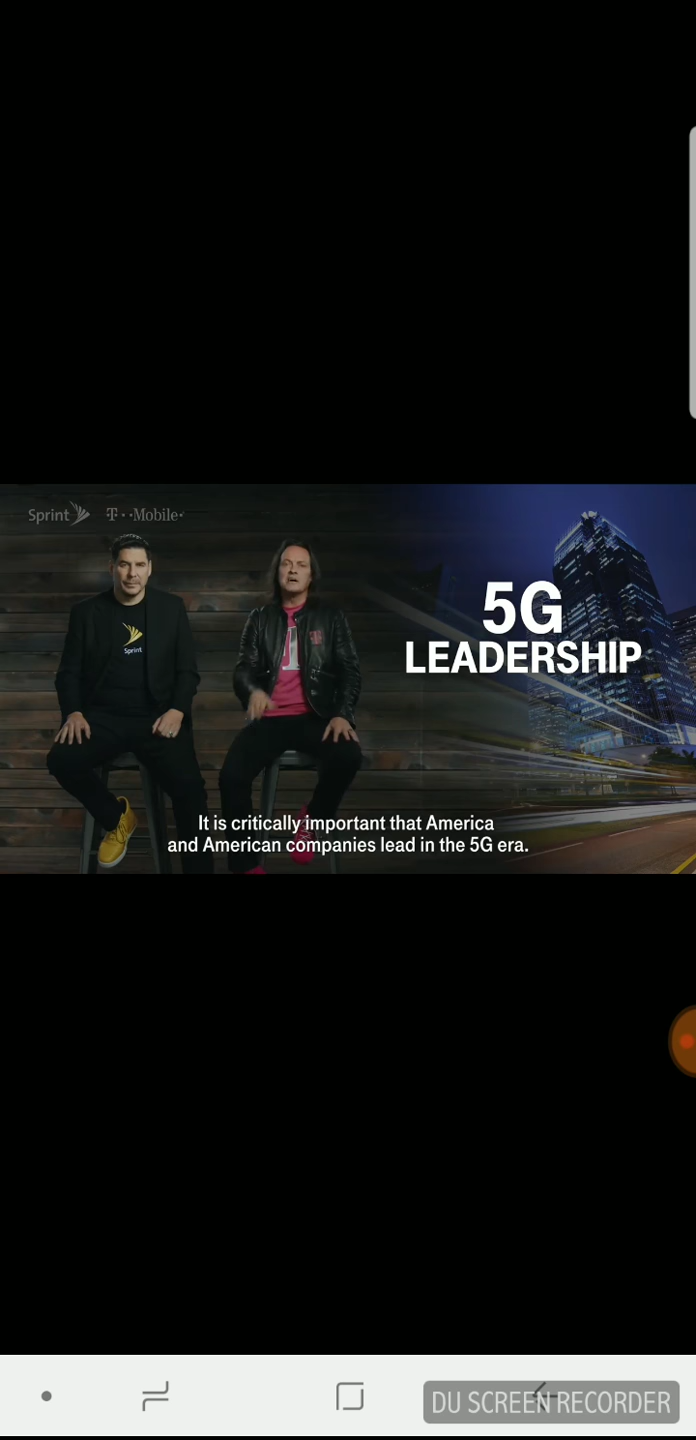 Sprint T··Mobile·
5G
LEADERSHIP
Sprint
It is critically important that America
and American companies lead in the 5G era.
DU SCREEN RECORDER